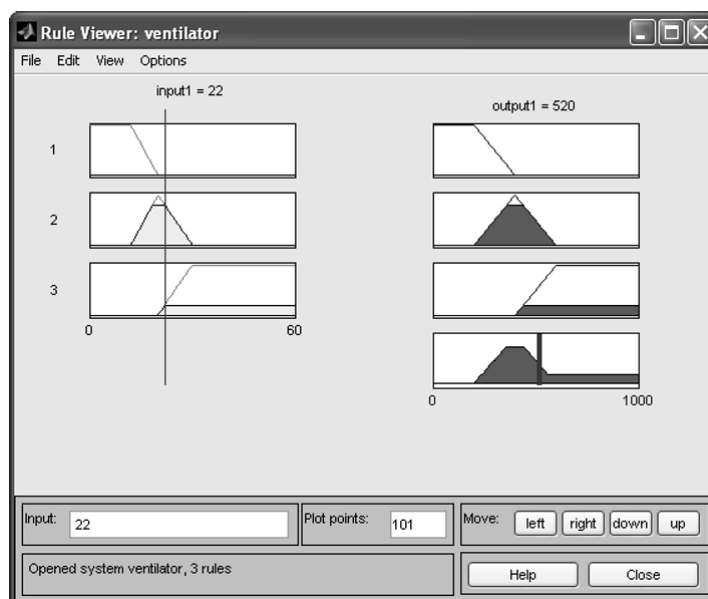 Rule Viewer: ventilator
File Edit View Options
input1 = 22
output1 = 520
1
2
3
0 60
0 1000
Input: 22
Plot points: 101
Move: left right down up
Opened system ventilator, 3 rules
Help Close